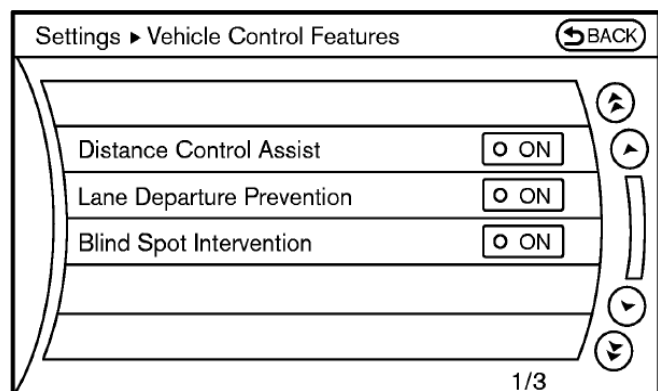 Settings ▸ Vehicle Control Features BACK
Distance Control Assist ON
Lane Departure Prevention ON
Blind Spot Intervention ON
1/3